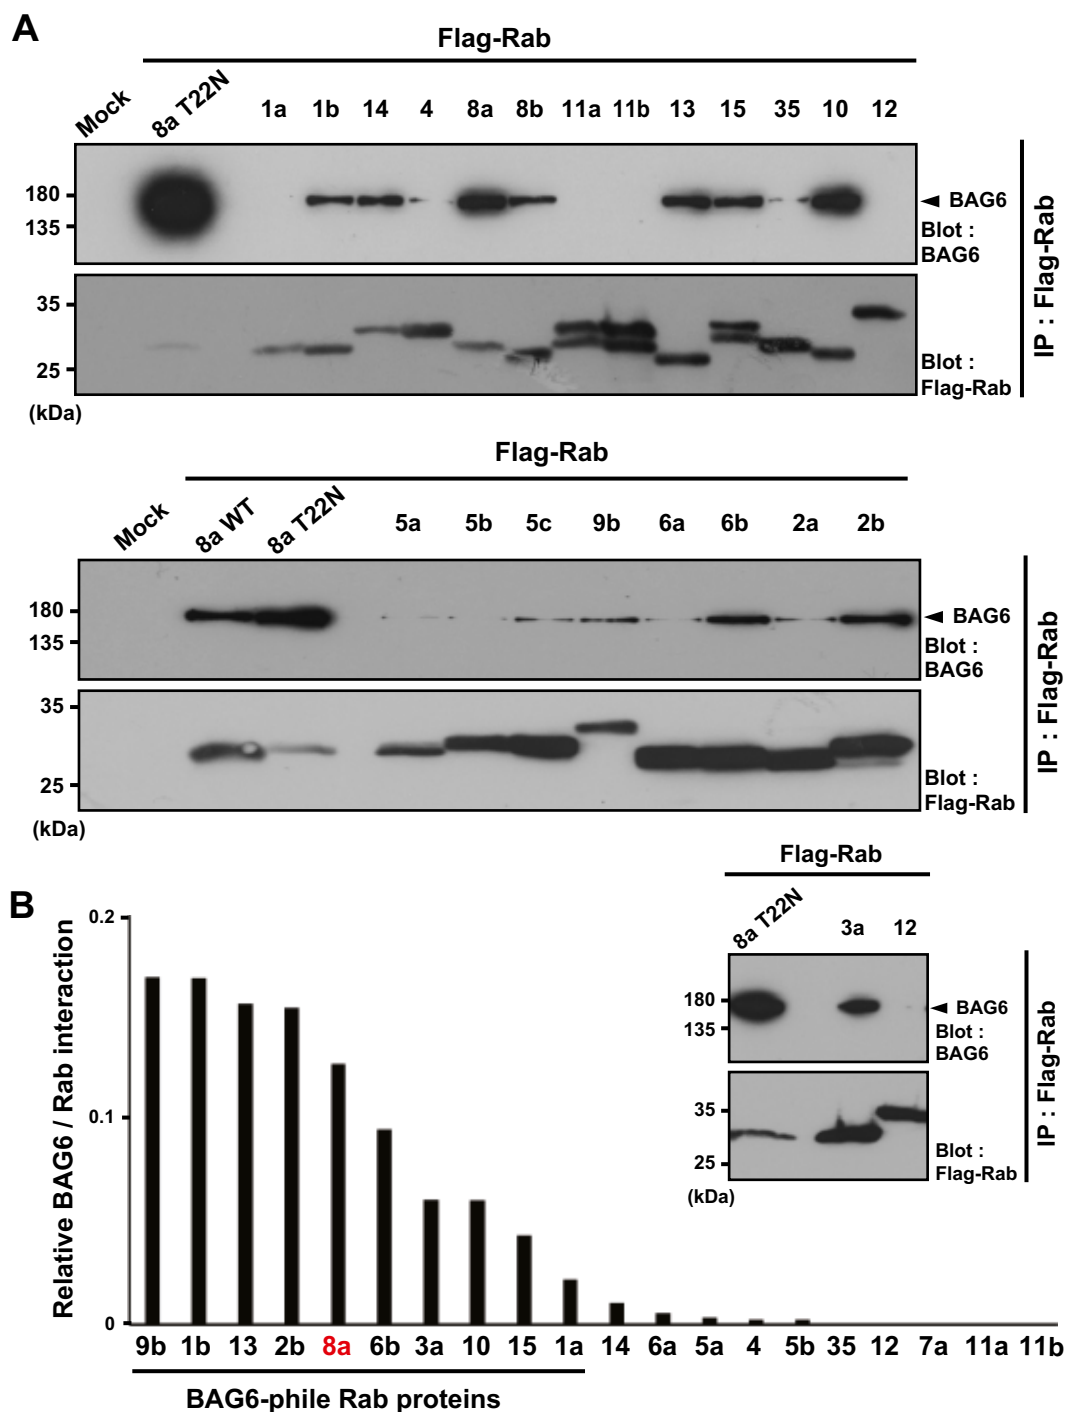 A
Flag-Rab
Mock 8a T22N 1a 1b 14 4 8a 8b 11a 11b 13 15 35 10 12
180
135
BAG6
Blot :
BAG6
35
25
Blot :
Flag-Rab
(kDa)
IP : Flag-Rab
Flag-Rab
Mock 8a WT 8a T22N 5a 5b 5c 9b 6a 6b 2a 2b
180
135
BAG6
Blot :
BAG6
35
25
Blot :
Flag-Rab
(kDa)
IP : Flag-Rab
B
Relative BAG6 / Rab interaction
0.2
0.1
0
9b 1b 13 2b 8a 6b 3a 10 15 1a 14 6a 5a 4 5b 35 12 7a 11a 11b
BAG6-phile Rab proteins
Flag-Rab
8a T22N 3a 12
180
135
BAG6
Blot :
BAG6
35
25
Blot :
Flag-Rab
(kDa)
IP : Flag-Rab